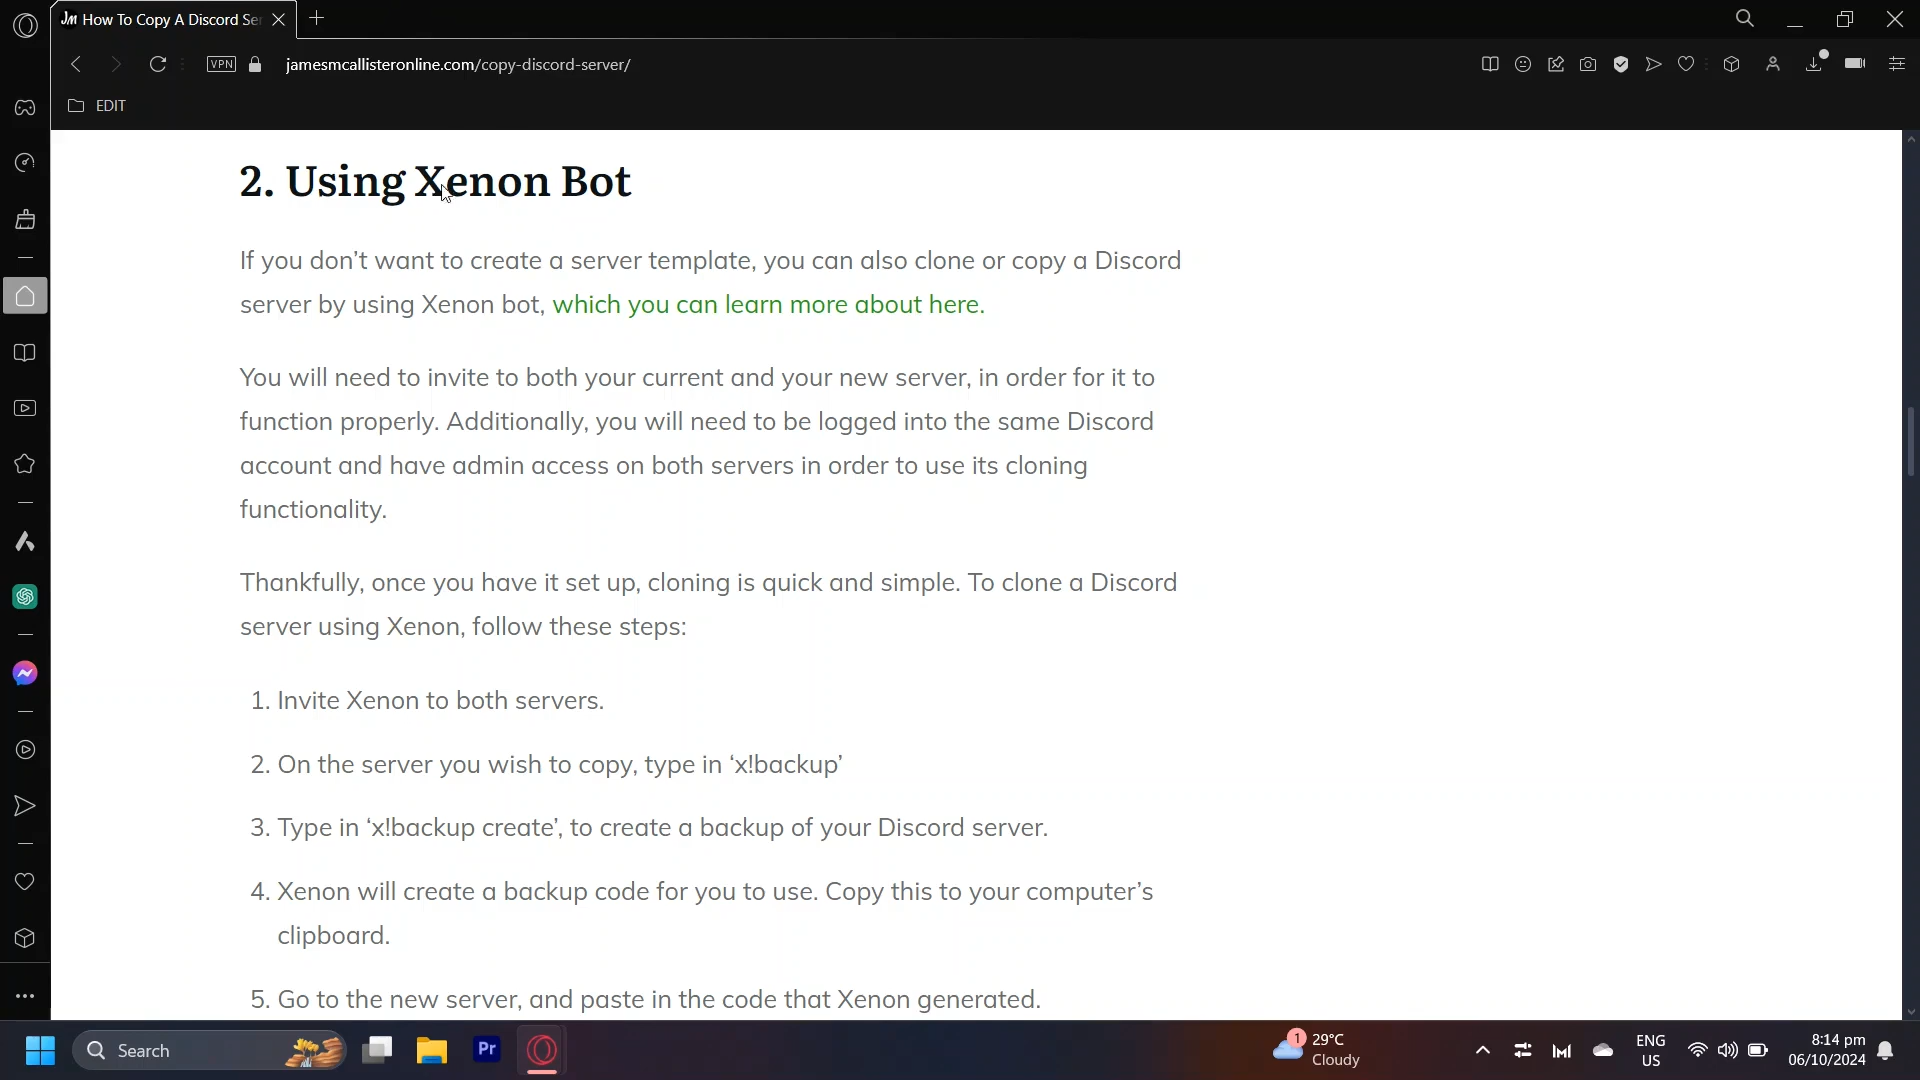 JM How To Copy A Discord Se
VPN
jamesmcallisteronline.com/copy-discord-server/
EDIT
2. Using Xenon Bot
If you don’t want to create a server template, you can also clone or copy a Discord
server by using Xenon bot, which you can learn more about here.
You will need to invite to both your current and your new server, in order for it to
function properly. Additionally, you will need to be logged into the same Discord
account and have admin access on both servers in order to use its cloning
functionality.
Thankfully, once you have it set up, cloning is quick and simple. To clone a Discord
server using Xenon, follow these steps:
1. Invite Xenon to both servers.
2. On the server you wish to copy, type in ‘x!backup’
3. Type in ‘x!backup create’, to create a backup of your Discord server.
4. Xenon will create a backup code for you to use. Copy this to your computer’s
clipboard.
5. Go to the new server, and paste in the code that Xenon generated.
Search
Pr
1
29°C
Cloudy
ENG
US
8:14 pm
06/10/2024